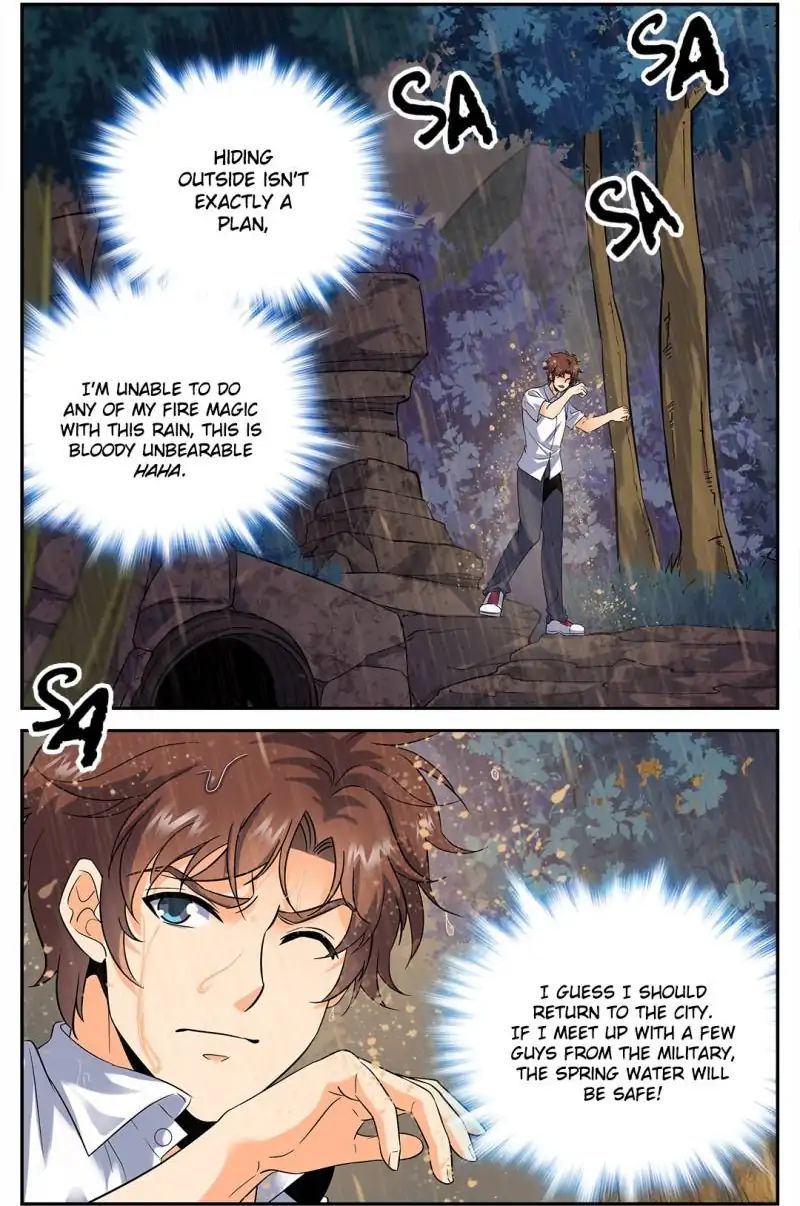 SA
SA
SA
HIDING
OUTSIDE ISN'T
EXACTLY A
PLAN,
I'M UNABLE TO DO
ANY OF MY FIRE MAGIC
WITH THIS RAIN, THIS IS
BLOODY UNBEARABLE
HAHA.
SA
I GUESS I SHOULD
RETURN TO THE CITY.
IF I MEET UP WITH A FEW
GUYS FROM THE MILITARY,
THE SPRING WATER WILL
BE SAFE!